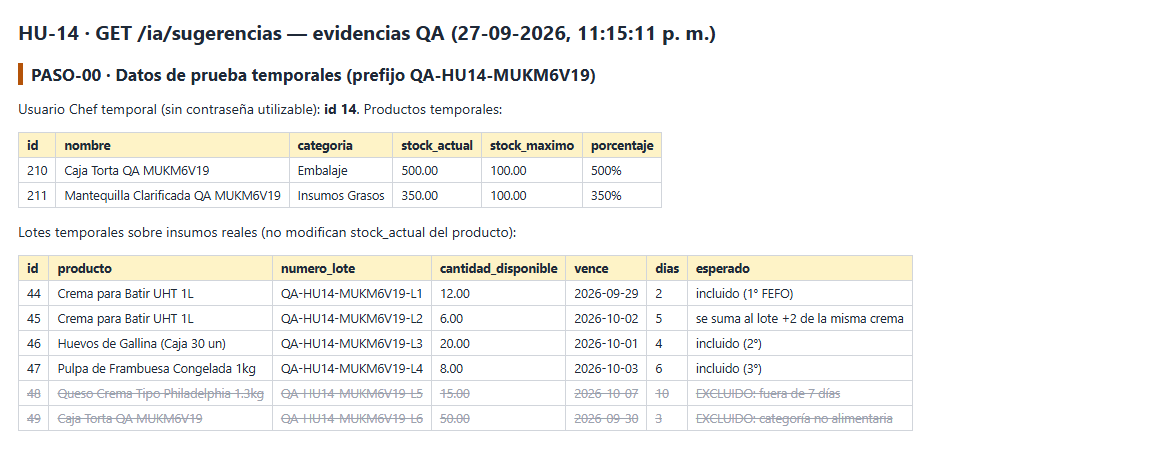 HU-14 · GET /ia/sugerencias — evidencias QA (27-09-2026, 11:15:11 p. m.)
PASO-00 · Datos de prueba temporales (prefijo QA-HU14-MUKM6V19)
Usuario Chef temporal (sin contraseña utilizable): id 14. Productos temporales:
id nombre categoria stock_actual stock_maximo porcentaje
210 Caja Torta QA MUKM6V19 Embalaje 500.00 100.00 500%
211 Mantequilla Clarificada QA MUKM6V19 Insumos Grasos 350.00 100.00 350%
Lotes temporales sobre insumos reales (no modifican stock_actual del producto):
id producto numero_lote cantidad_disponible vence dias esperado
44 Crema para Batir UHT 1L QA-HU14-MUKM6V19-L1 12.00 2026-09-29 2 incluido (1º FEFO)
45 Crema para Batir UHT 1L QA-HU14-MUKM6V19-L2 6.00 2026-10-02 5 se suma al lote +2 de la misma crema
46 Huevos de Gallina (Caja 30 un) QA-HU14-MUKM6V19-L3 20.00 2026-10-01 4 incluido (2º)
47 Pulpa de Frambuesa Congelada 1kg QA-HU14-MUKM6V19-L4 8.00 2026-10-03 6 incluido (3º)
48 Queso Crema Tipo Philadelphia 1.3kg QA-HU14-MUKM6V19-L5 15.00 2026-10-07 10 EXCLUIDO: fuera de 7 días
49 Caja Torta QA MUKM6V19 QA-HU14-MUKM6V19-L6 50.00 2026-09-30 3 EXCLUIDO: categoría no alimentaria